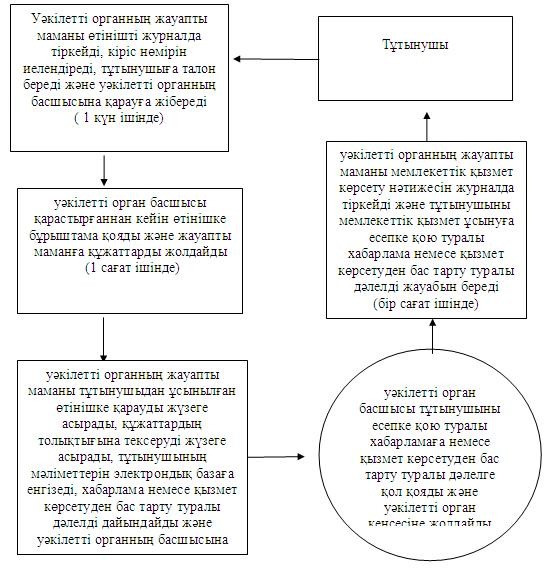 Уәкілетті органның жауапты
маманы өтінішті журналда
тіркейді, кіріс нөмірін
иелендіреді, тұтынушыға талон
береді және уәкілетті органның
басшысына қарауға жібереді
( 1 күн ішінде)
Тұтынушы
уәкілетті орган басшысы
қарастырғаннан кейін өтінішке
бұрыштама қояды және жауапты
маманға құжаттарды жолдайды
(1 сағат ішінде)
уәкілетті органның жауапты
маманы мемлекеттік қызмет
көрсету нәтижесін журналда
тіркейді және тұтынушыны
мемлекеттік қызмет ұсынуға
есепке қою туралы
хабарлама немесе қызмет
көрсетуден бас тарту туралы
дәлелді жауабын береді
(бір сағат ішінде)
уәкілетті органның жауапты
маманы тұтынушыдан ұсынылған
өтінішке қарауды жүзеге
асырады, құжаттардың
толықтығына тексеруді жүзеге
асырады, тұтынушының
мәліметтерін электрондық базаға
енгізеді, хабарлама немесе қызмет
көрсетуден бас тарту туралы
дәлелді дайындайды және
уәкілетті органның басшысына
уәкілетті орган
басшысы тұтынушыны
есепке қою туралы
хабарламаға немесе
қызмет көрсетуден бас
тарту туралы дәлелге
қол қояды және
уәкілетті орган
кеңсесіне жолдайды